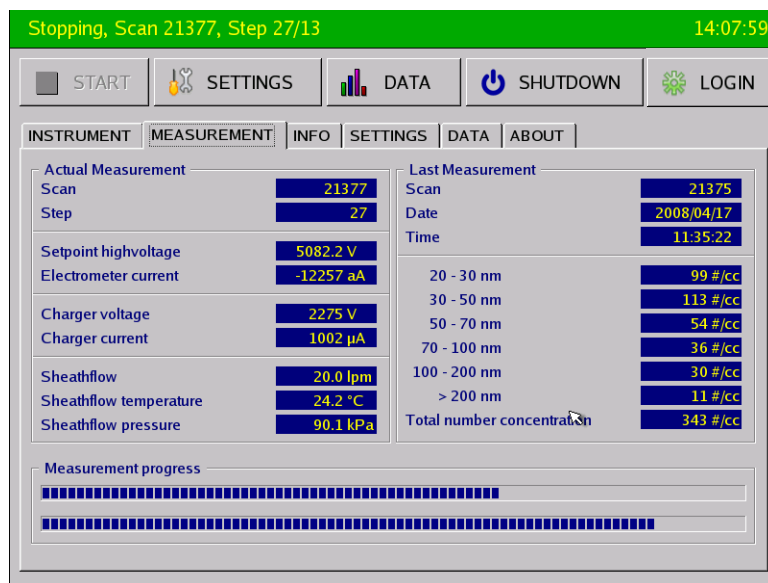 Stopping, Scan 21377, Step 27/13 14:07:59
START SETTINGS DATA SHUTDOWN LOGIN
INSTRUMENT MEASUREMENT INFO SETTINGS DATA ABOUT
Actual Measurement
Scan 21377
Step 27
Setpoint highvoltage 5082.2 V
Electrometer current -12257 aA
Charger voltage 2275 V
Charger current 1002 µA
Sheathflow 20.0 lpm
Sheathflow temperature 24.2 °C
Sheathflow pressure 90.1 kPa
Last Measurement
Scan 21375
Date 2008/04/17
Time 11:35:22
20 - 30 nm 99 #/cc
30 - 50 nm 113 #/cc
50 - 70 nm 54 #/cc
70 - 100 nm 36 #/cc
100 - 200 nm 30 #/cc
> 200 nm 11 #/cc
Total number concentration 343 #/cc
Measurement progress